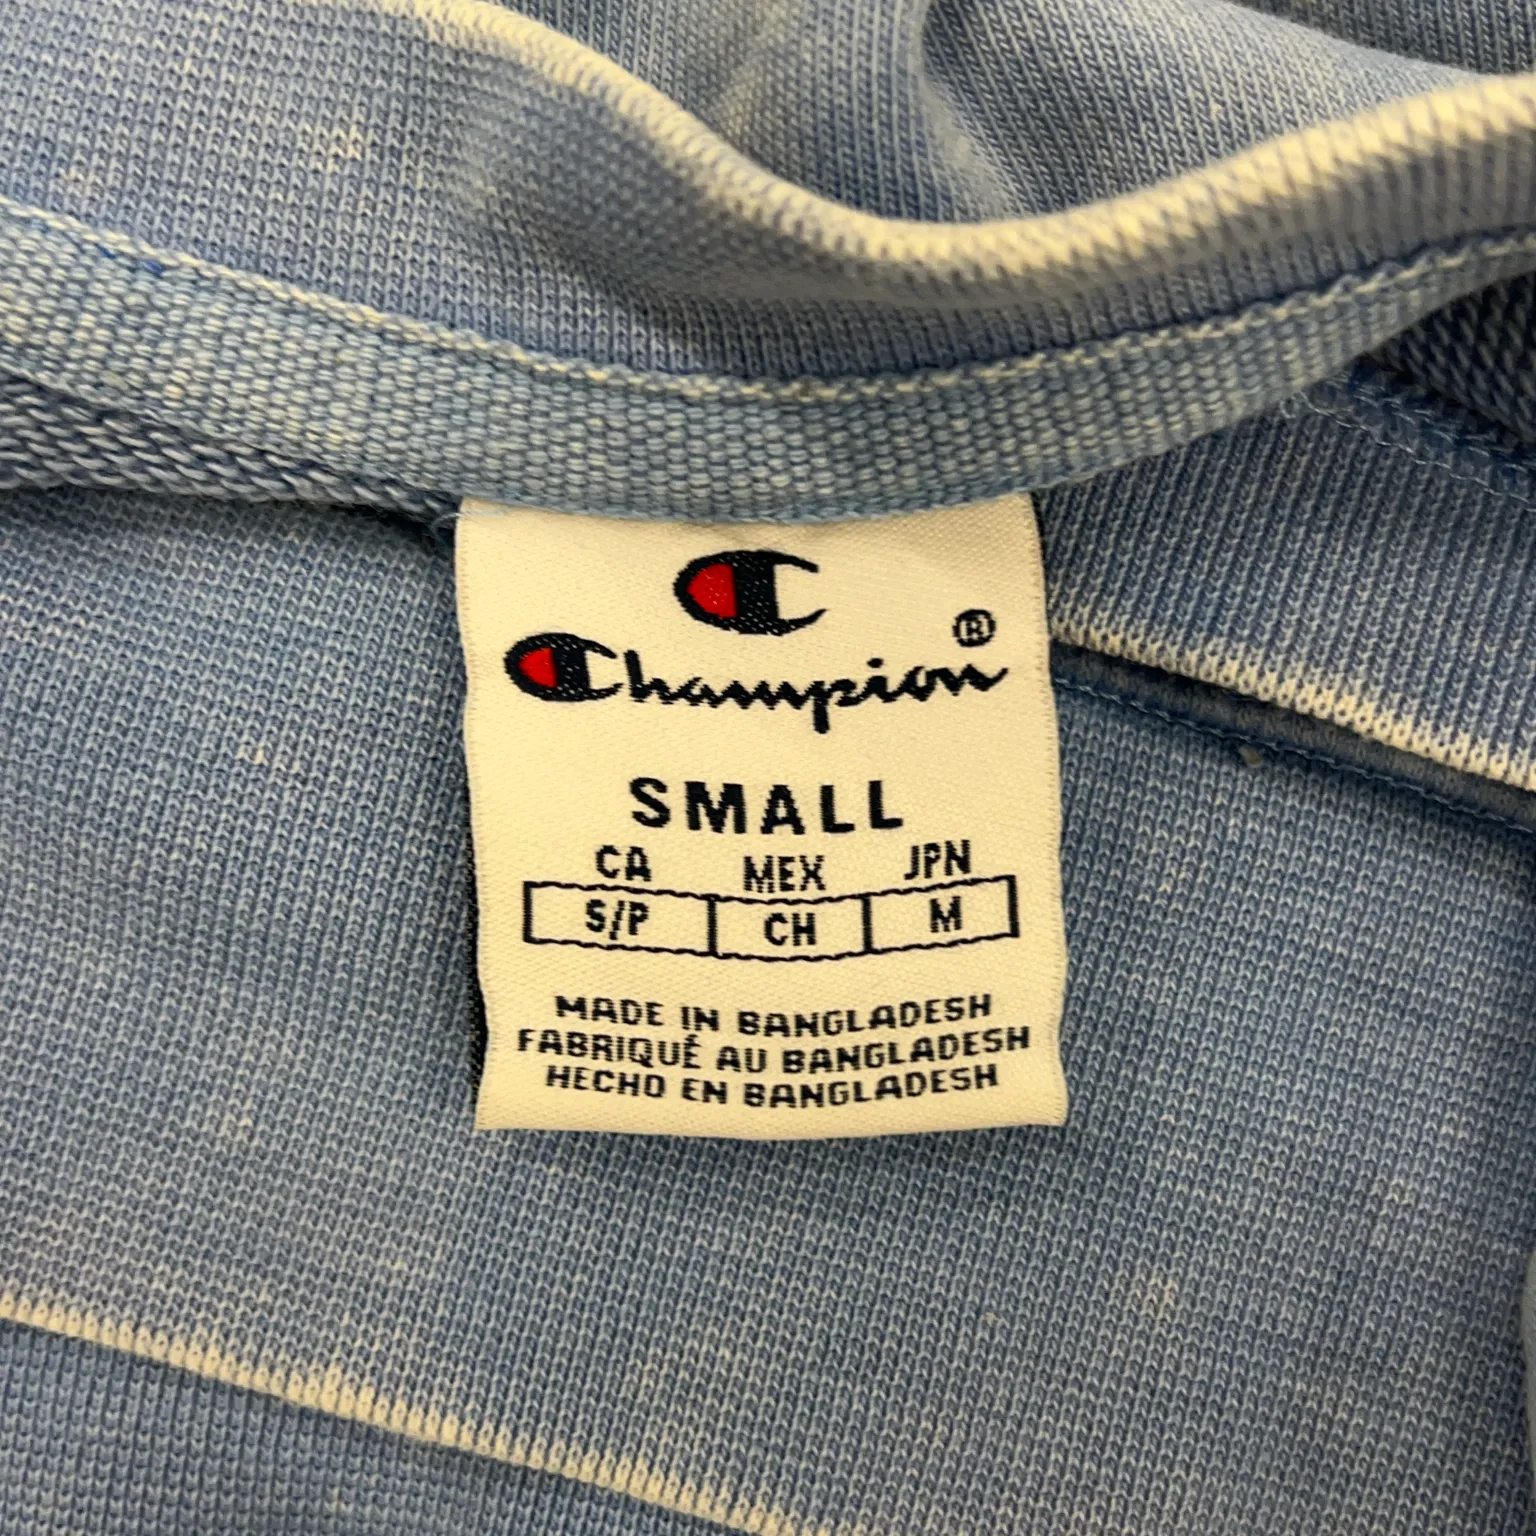 C
Champion®
SMALL
CA MEX JPN
S/P CH M
MADE IN BANGLADESH
FABRIQUÉ AU BANGLADESH
HECHO EN BANGLADESH